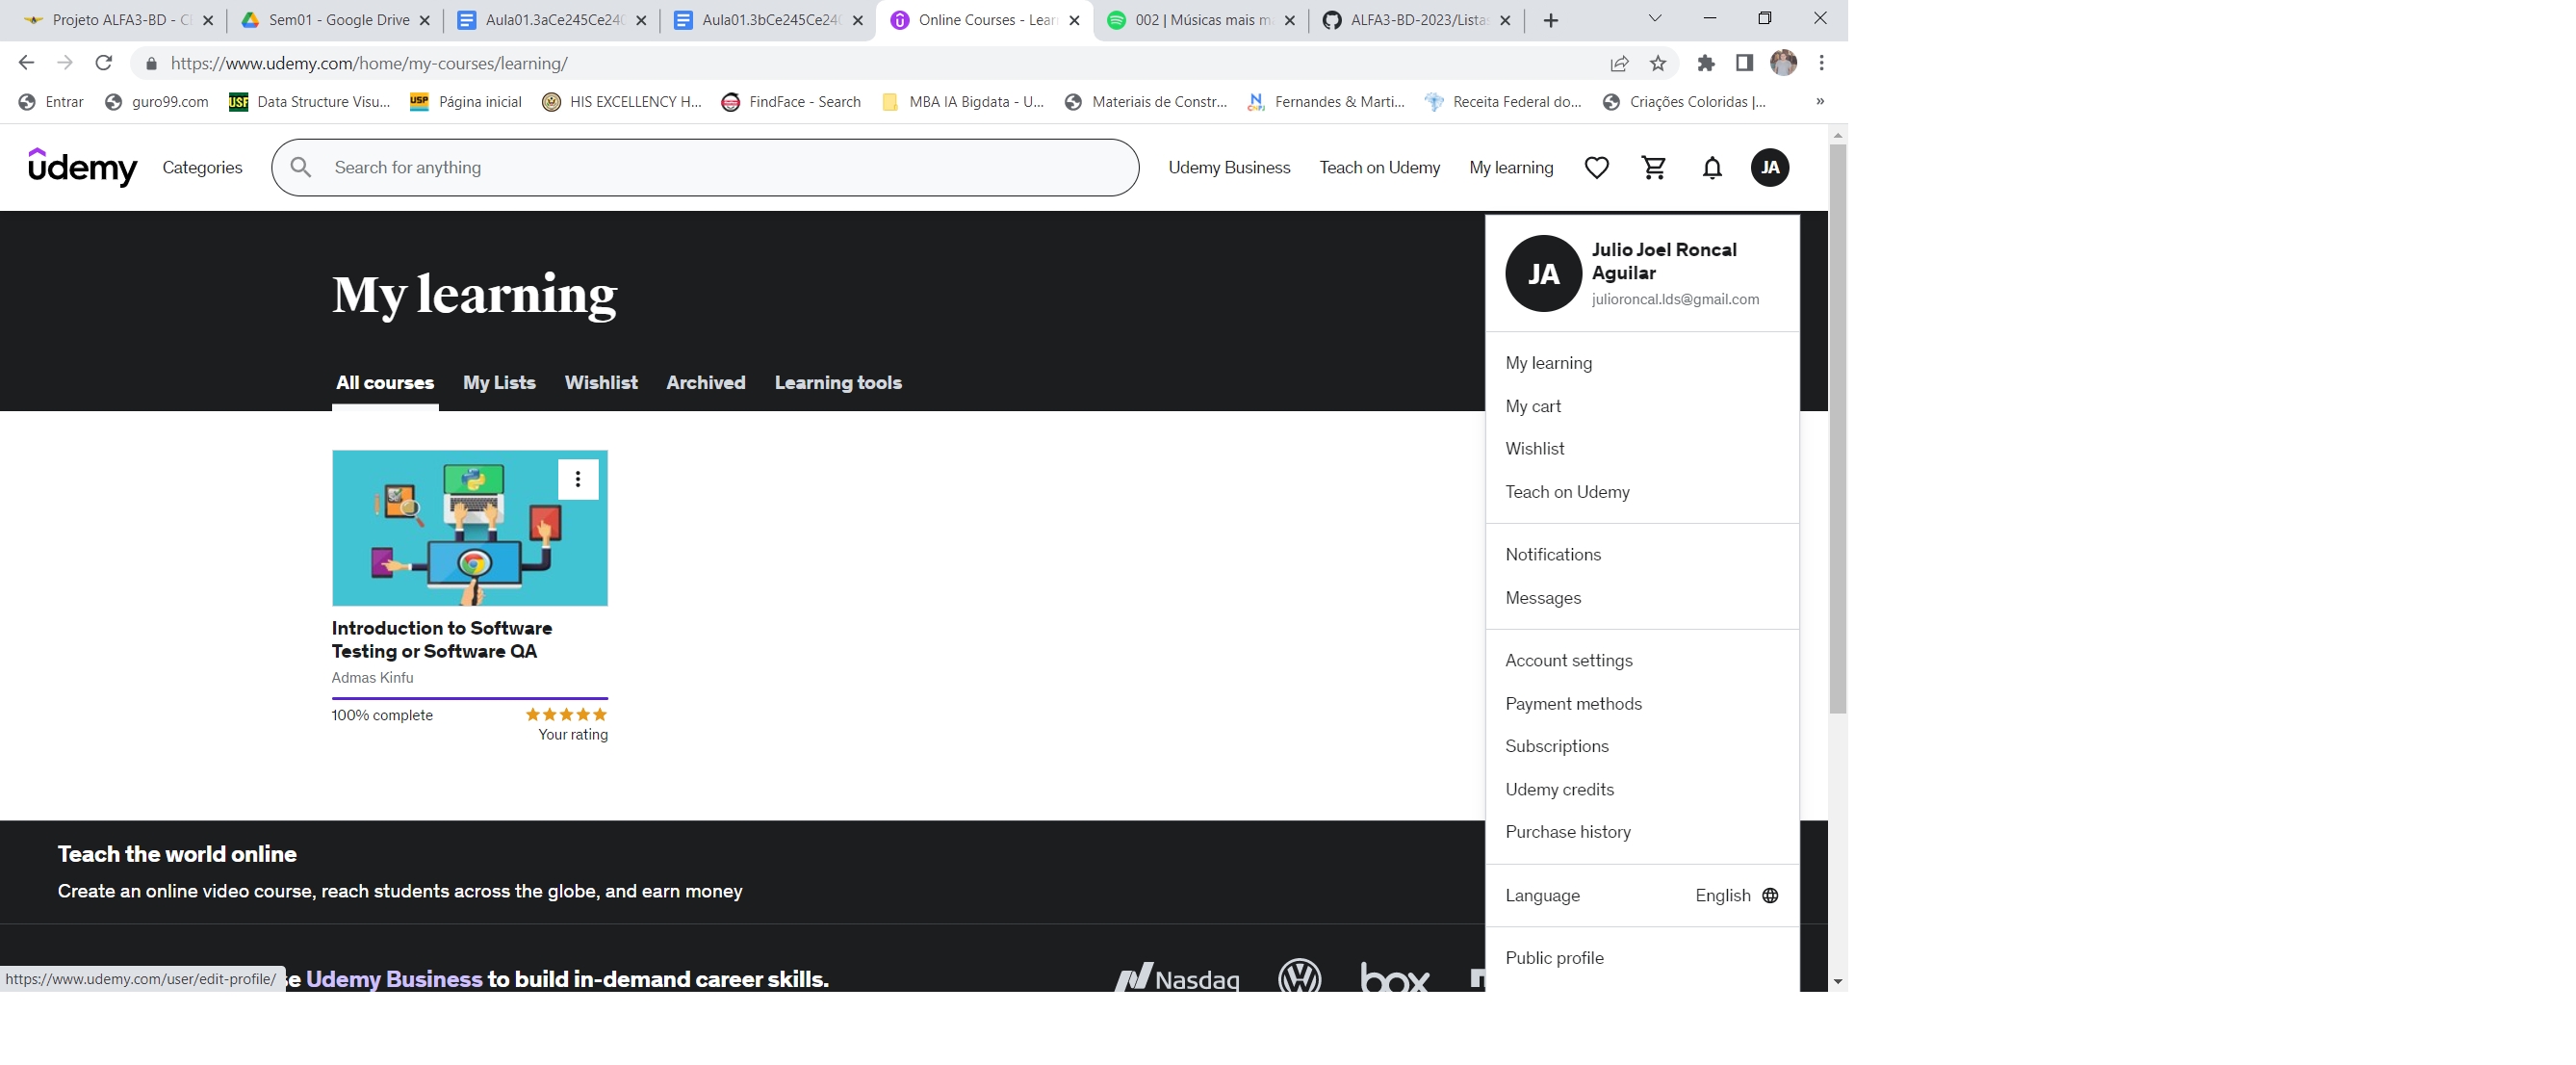 Projeto ALFA3-BD - Cl
Sem01 - Google Drive
Aula01.3aCe245Ce240
Aula01.3bCe245Ce240
Online Courses - Lear
002 | Músicas mais m
ALFA3-BD-2023/Listas
https://www.udemy.com/home/my-courses/learning/
Entrar
guro99.com
USF
Data Structure Visu...
USP
Página inicial
HIS EXCELLENCY H...
FindFace - Search
MBA IA Bigdata - U...
Materiais de Constr...
Fernandes & Marti...
Receita Federal do...
Criações Coloridas |...
»
udemy
Categories
Search for anything
Udemy Business
Teach on Udemy
My learning
JA
My learning
All courses
My Lists
Wishlist
Archived
Learning tools
Introduction to Software
Testing or Software QA
Admas Kinfu
100% complete
Your rating
JA
Julio Joel Roncal
Aguilar
julioroncal.lds@gmail.com
My learning
My cart
Wishlist
Teach on Udemy
Notifications
Messages
Account settings
Payment methods
Subscriptions
Udemy credits
Purchase history
Language
English
Public profile
Teach the world online
Create an online video course, reach students across the globe, and earn money
se Udemy Business to build in-demand career skills.
Nasdaq
box
https://www.udemy.com/user/edit-profile/